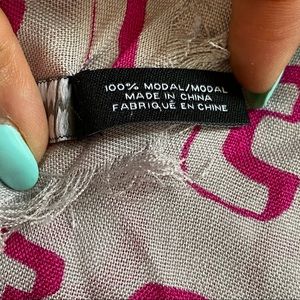 100% MODAL/MODAL
MADE IN CHINA
FABRIQUÉ EN CHINE